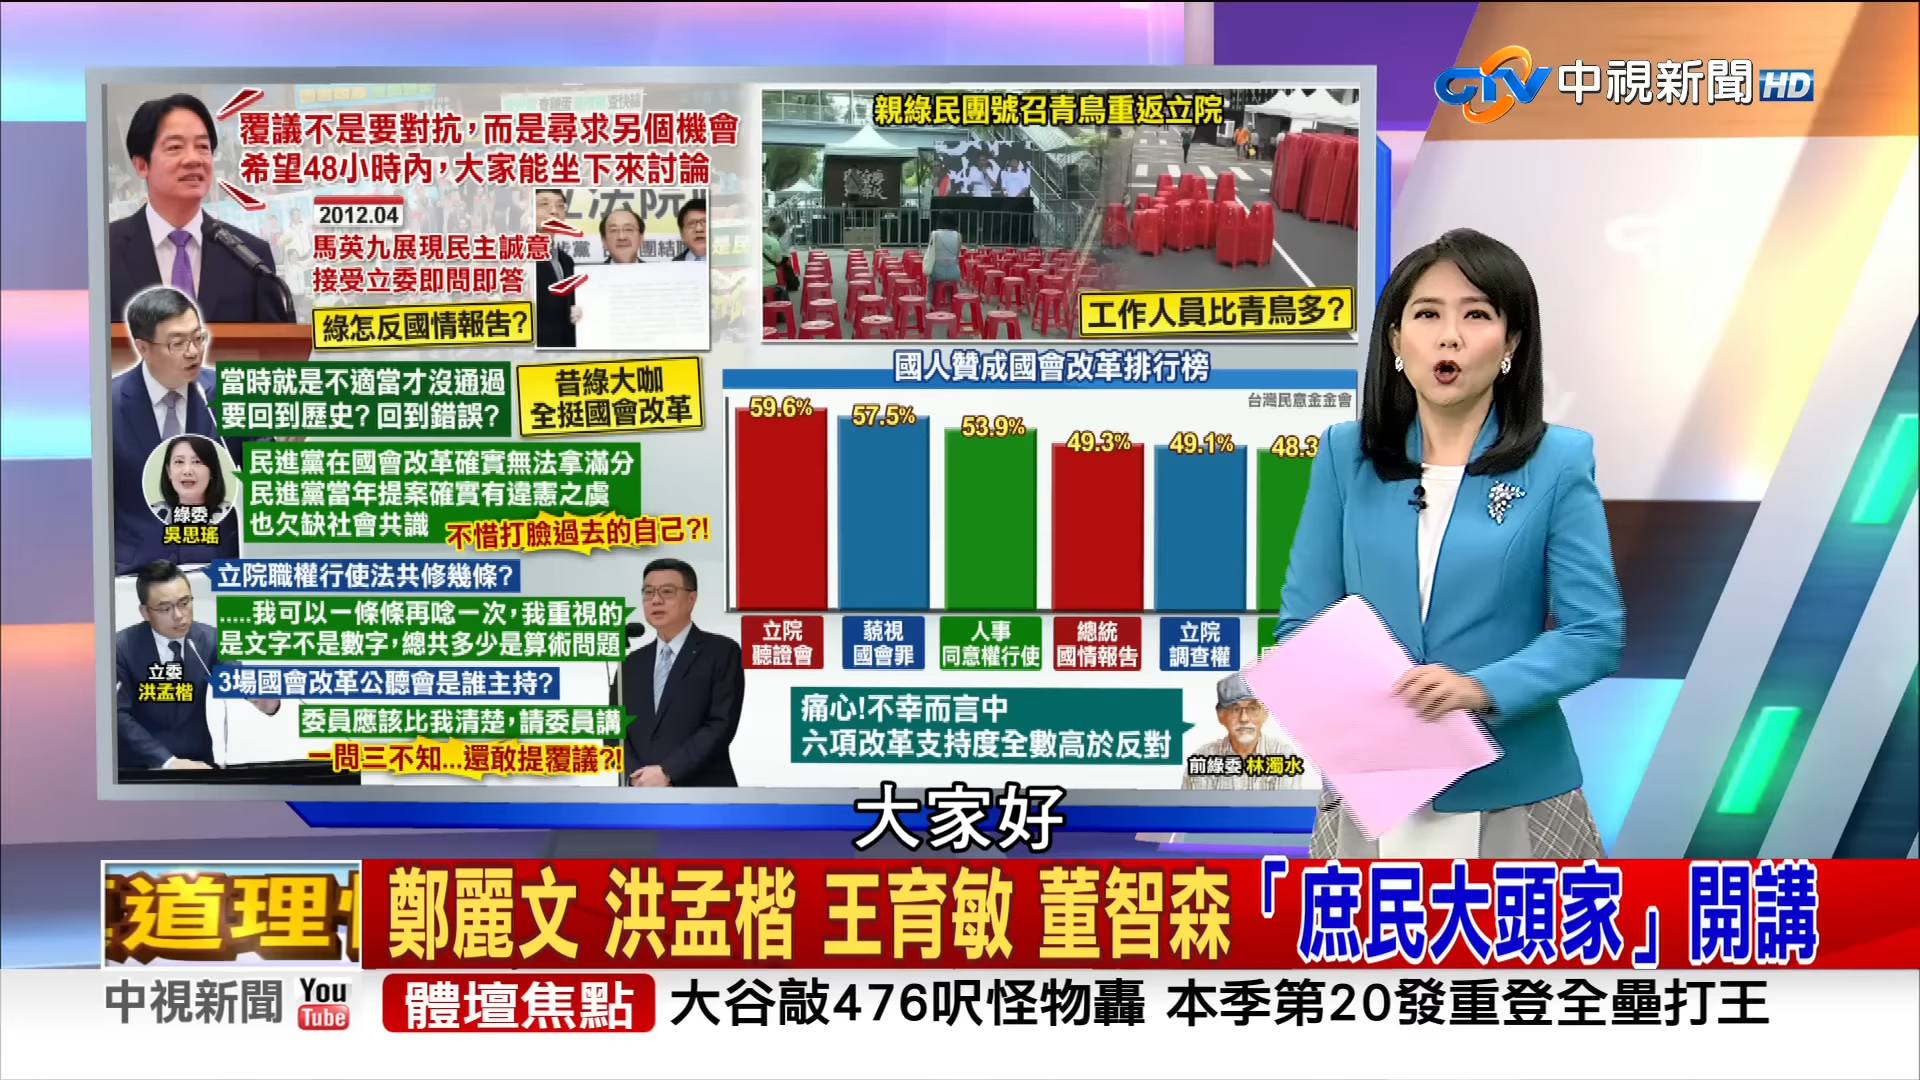 CTV中視新聞HD
覆議不是要對抗，而是尋求另個機會
希望48小時內，大家能坐下來討論
2012.04
馬英九展現民主誠意
接受立委即問即答
綠怎反國情報告?
立法院
當時就是不適當才沒通過
要回到歷史? 回到錯誤?
昔綠大咖
全挺國會改革
綠委
吳思瑤
民進黨在國會改革確實無法拿滿分
民進黨當年提案確實有違憲之虞
也欠缺社會共識
不惜打臉過去的自己?!
立院職權行使法共修幾條?
.....我可以一條條再唸一次，我重視的
是文字不是數字，總共多少是算術問題
立委
洪孟楷
3場國會改革公聽會是誰主持?
委員應該比我清楚，請委員講
一問三不知...還敢提覆議?!
親綠民團號召青鳥重返立院
工作人員比青鳥多?
國人贊成國會改革排行榜
台灣民意金金會
59.6%
57.5%
53.9%
49.3%
49.1%
48.3
立院
聽證會
藐視
國會罪
人事
同意權行使
總統
國情報告
立院
調查權
痛心!不幸而言中
六項改革支持度全數高於反對
前綠委 林濁水
大家好
道理
鄭麗文 洪孟楷 王育敏 董智森「庶民大頭家」開講
中視新聞 You Tube
體壇焦點 大谷敲476呎怪物轟 本季第20發重登全壘打王